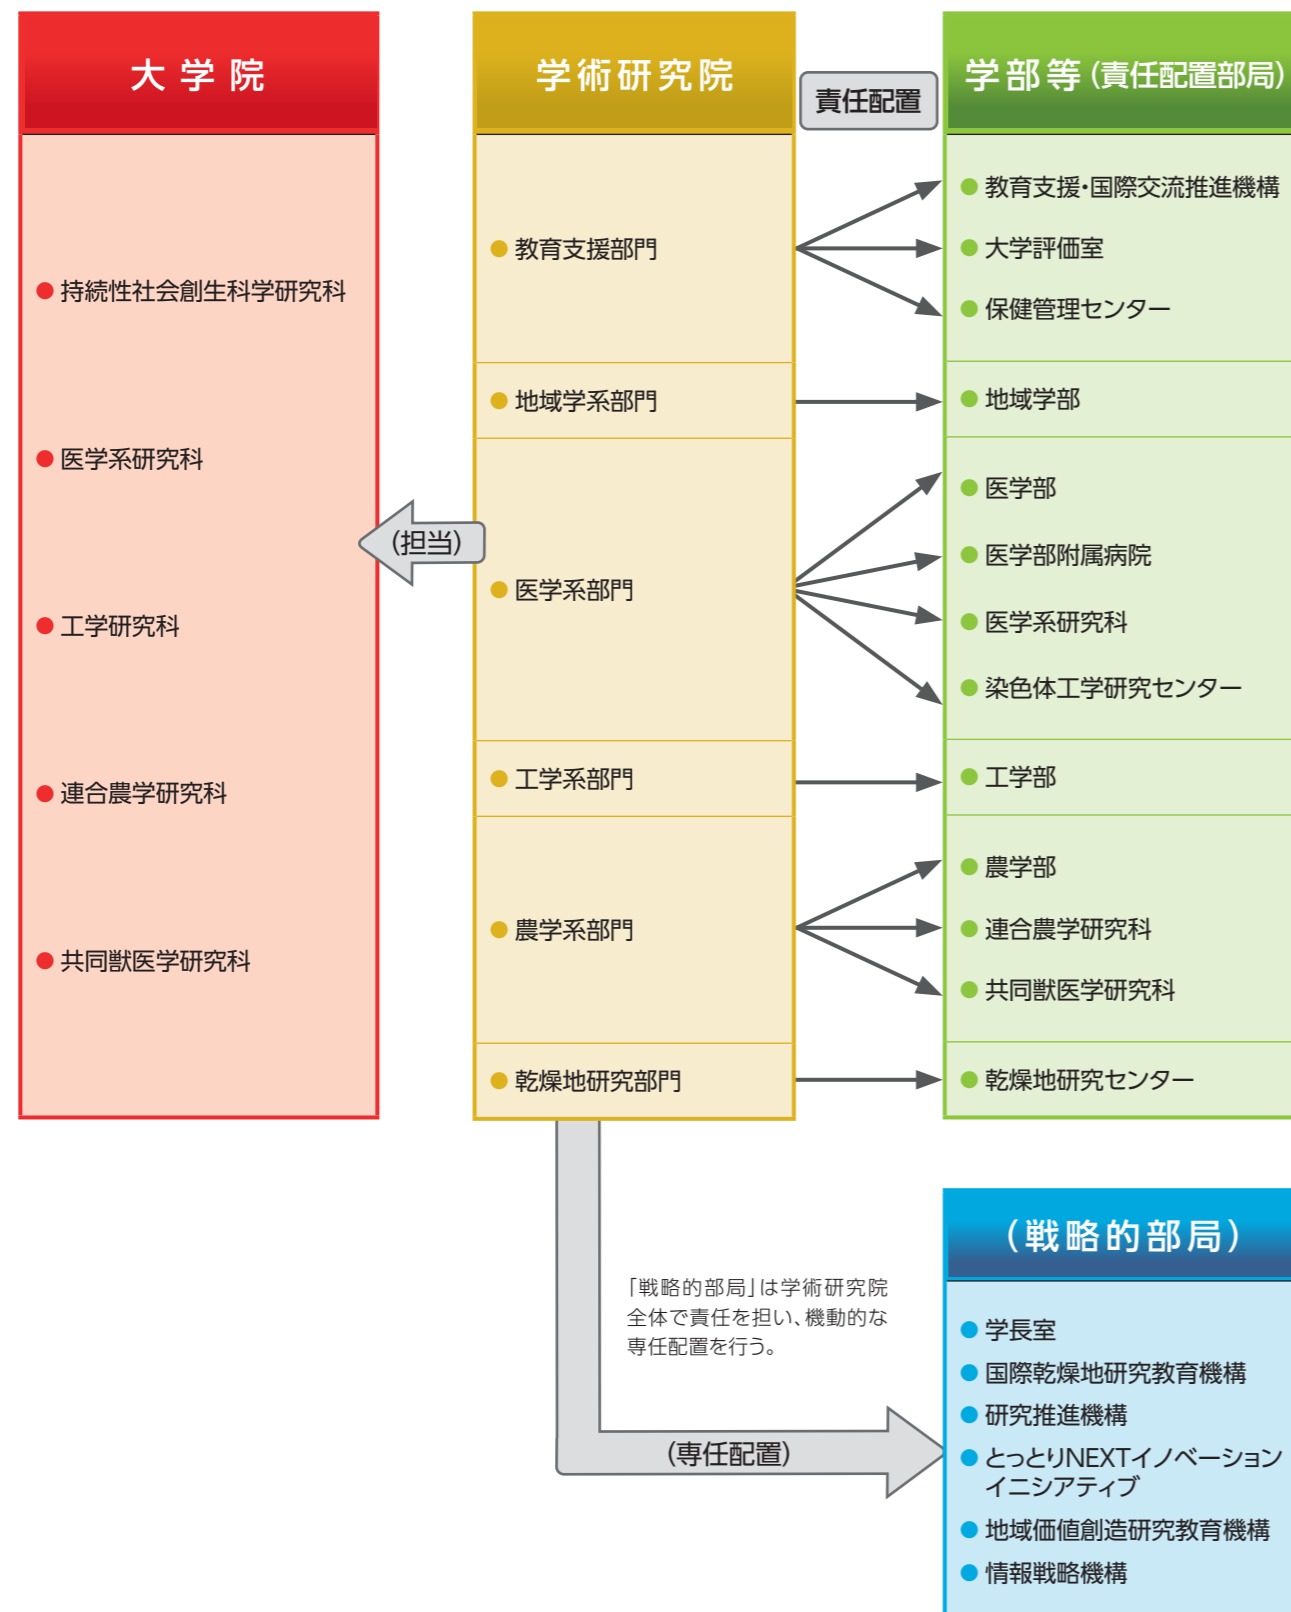 大学院
持続性社会創生科学研究科
医学系研究科
工学研究科
連合農学研究科
共同獣医学研究科
(担当)
学術研究院
教育支援部門
地域学系部門
医学系部門
工学系部門
農学系部門
乾燥地研究部門
責任配置
学部等(責任配置部局)
教育支援・国際交流推進機構
大学評価室
保健管理センター
地域学部
医学部
医学部附属病院
医学系研究科
染色体工学研究センター
工学部
農学部
連合農学研究科
共同獣医学研究科
乾燥地研究センター
「戦略的部局」は学術研究院
全体で責任を担い、機動的な
専任配置を行う。
(専任配置)
(戦略的部局)
学長室
国際乾燥地研究教育機構
研究推進機構
とっとりNEXTイノベーション
イニシアティブ
地域価値創造研究教育機構
情報戦略機構